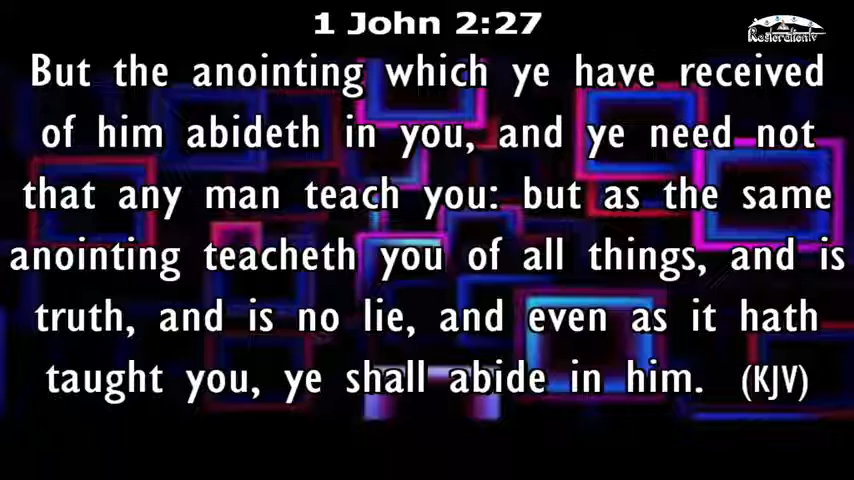 1 John 2:27
Restorationtv
But the anointing which ye have received
of him abideth in you, and ye need not
that any man teach you: but as the same
anointing teacheth you of all things, and is
truth, and is no lie, and even as it hath
taught you, ye shall abide in him. (KJV)